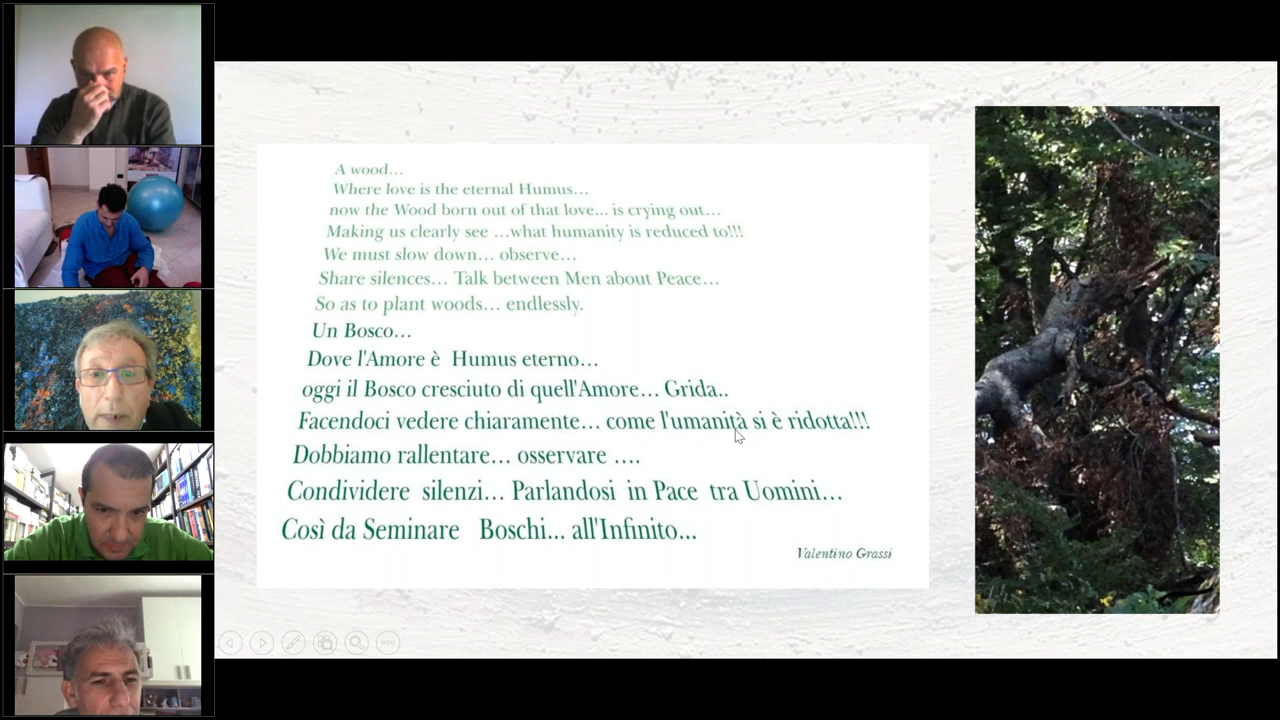 A wood…
Where love is the eternal Humus…
now the Wood born out of that love... is crying out…
Making us clearly see …what humanity is reduced to!!!
We must slow down… observe…
Share silences… Talk between Men about Peace…
So as to plant woods… endlessly.
Un Bosco…
Dove l'Amore è Humus eterno…
oggi il Bosco cresciuto di quell'Amore… Grida..
Facendoci vedere chiaramente… come l'umanità si è ridotta!!!
Dobbiamo rallentare… osservare ….
Condividere silenzi… Parlandosi in Pace tra Uomini…
Così da Seminare Boschi... all'Infinito...
Valentino Grassi